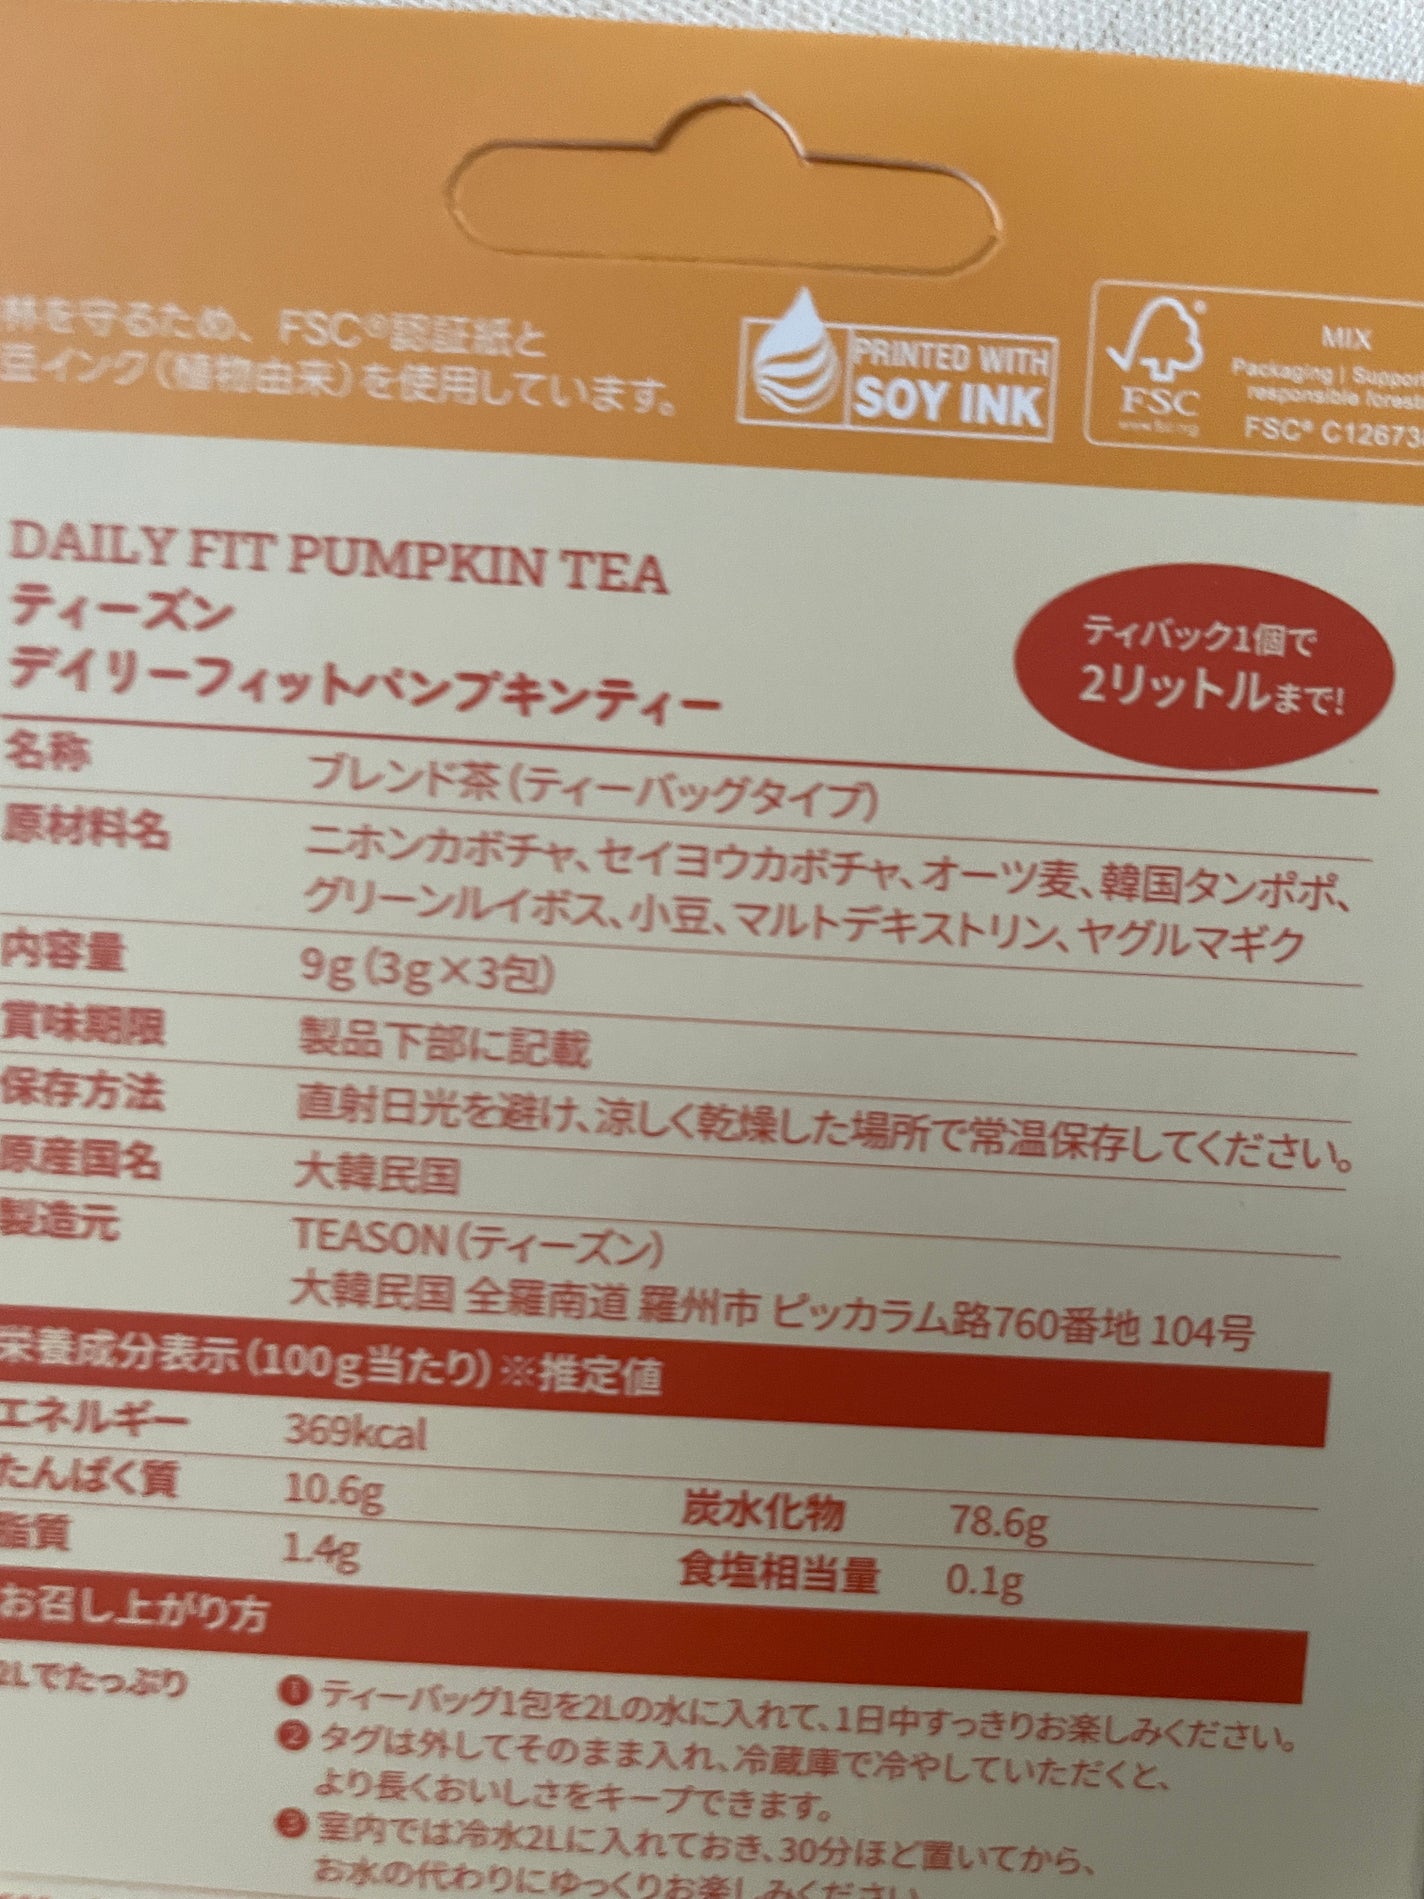 林を守るため、FSC®認証紙と
豆インク（植物由来）を使用しています。
PRINTED WITH
SOY INK
FSC
MIX
Packaging | Support
responsible forest
FSC® C12673
DAILY FIT PUMPKIN TEA
ティーズン
デイリーフィットパンプキンティー
ティバック1個で
2リットルまで!
名称 ブレンド茶（ティーバッグタイプ）
原材料名 ニホンカボチャ、セイヨウカボチャ、オーツ麦、韓国タンポポ、
グリーンルイボス、小豆、マルトデキストリン、ヤグルマギク
内容量 9g（3g×3包）
賞味期限 製品下部に記載
保存方法 直射日光を避け、涼しく乾燥した場所で常温保存してください。
原産国名 大韓民国
製造元 TEASON（ティーズン）
大韓民国 全羅南道 羅州市 ピッカラム路760番地 104号
栄養成分表示（100g当たり）※推定値
エネルギー 369kcal
たんぱく質 10.6g 炭水化物 78.6g
脂質 1.4g 食塩相当量 0.1g
お召し上がり方
2Lでたっぷり ❶ ティーバッグ1包を2Lの水に入れて、1日中すっきりお楽しみください。
❷ タグは外してそのまま入れ、冷蔵庫で冷やしていただくと、
より長くおいしさをキープできます。
❸ 室内では冷水2Lに入れておき、30分ほど置いてから、
お水の代わりにゆっくりお楽しみください。